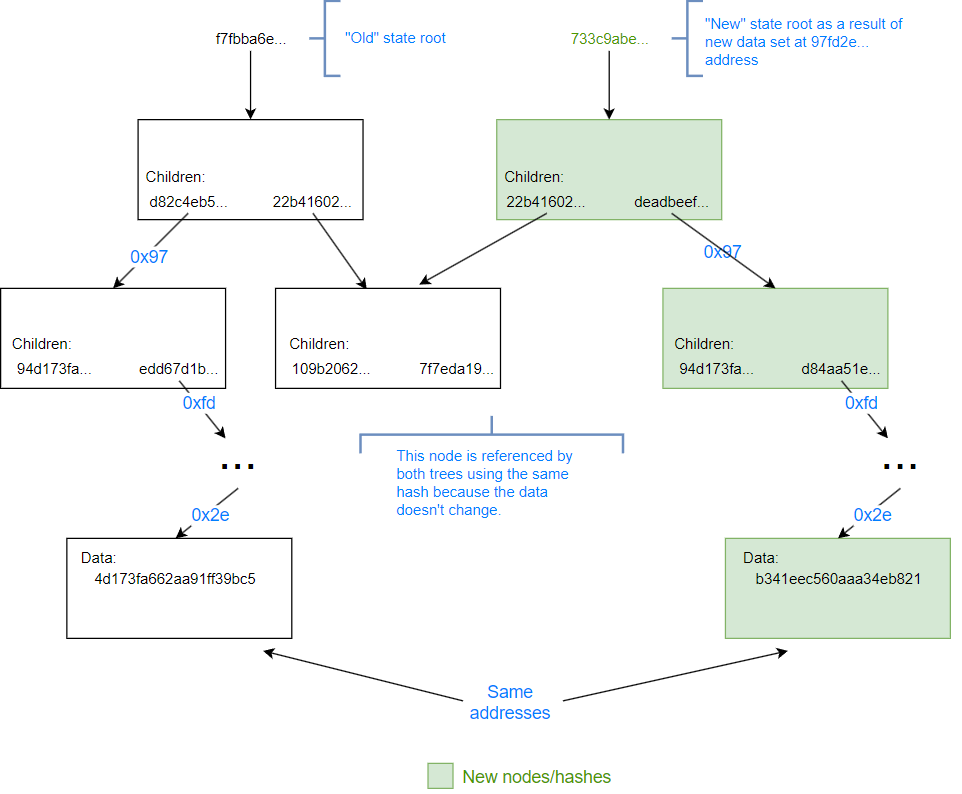 f7fbba6e...
"Old" state root
733c9abe...
"New" state root as a result of
new data set at 97fd2e...
address
Children:
d82c4eb5... 22b41602...
Children:
22b41602... deadbeef...
0x97
0x97
Children:
94d173fa... edd67d1b...
Children:
109b2062... 7f7eda19...
Children:
94d173fa... d84aa51e...
0xfd
0xfd
...
...
This node is referenced by
both trees using the same
hash because the data
doesn't change.
0x2e
0x2e
Data:
4d173fa662aa91ff39bc5
Data:
b341eec560aaa34eb821
Same
addresses
New nodes/hashes